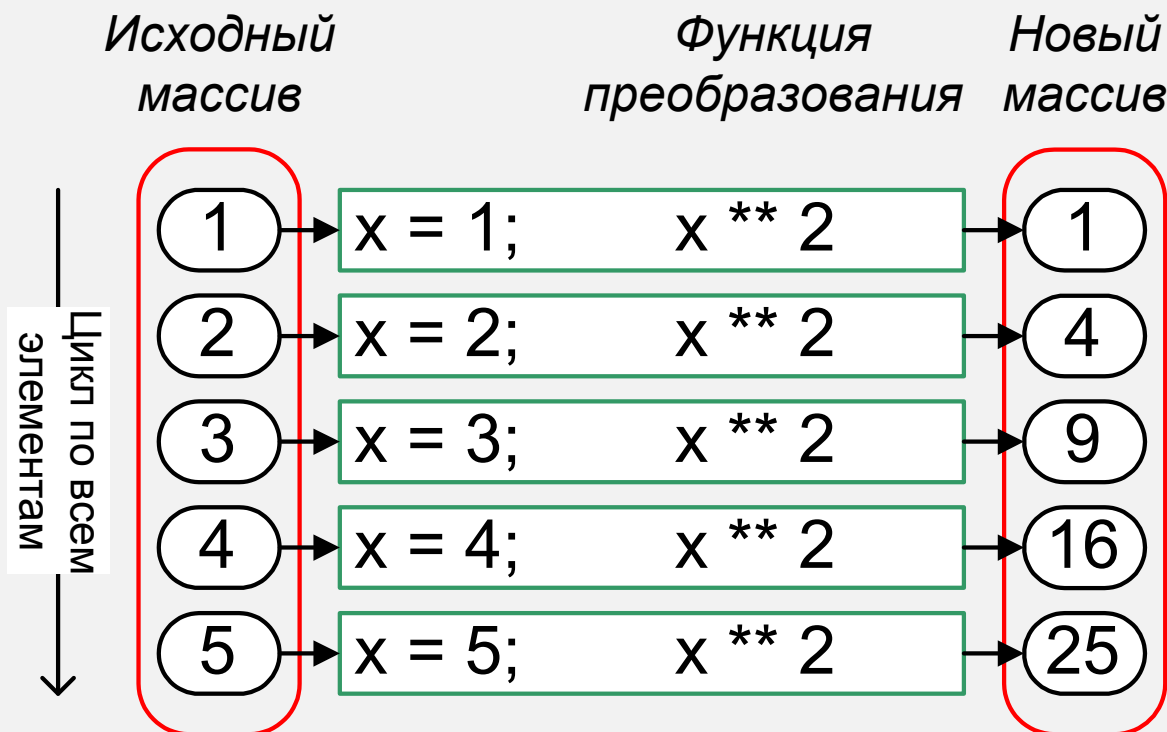 Исходный
массив
Функция
преобразования
Новый
массив
Цикл по всем
элементам
1 x = 1; x ** 2 1
2 x = 2; x ** 2 4
3 x = 3; x ** 2 9
4 x = 4; x ** 2 16
5 x = 5; x ** 2 25